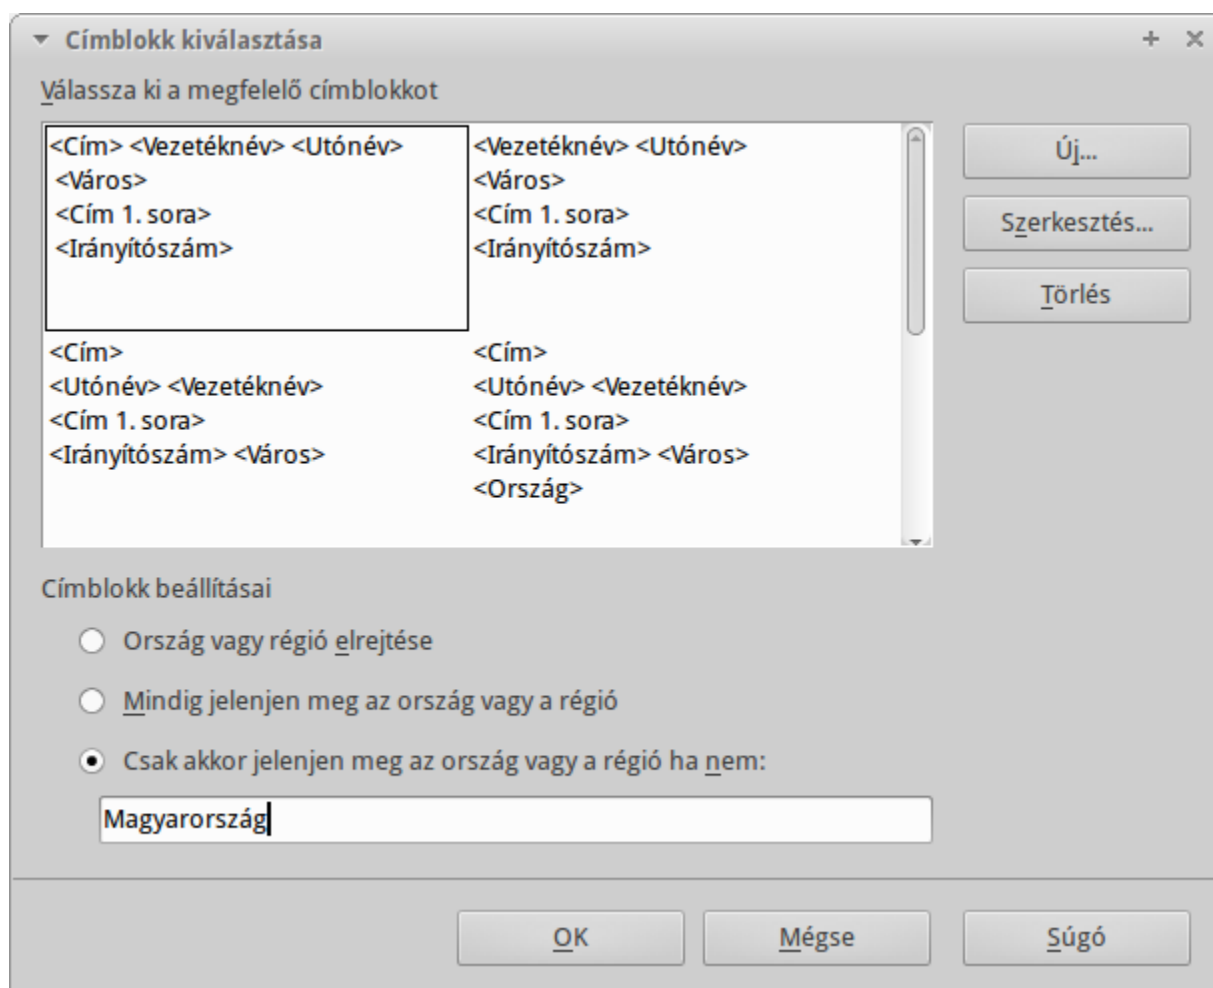 Címblokk kiválasztása
Válassza ki a megfelelő címblokkot
<Cím> <Vezetéknév> <Utónév>
<Város>
<Cím 1. sora>
<Irányítószám>
<Vezetéknév> <Utónév>
<Város>
<Cím 1. sora>
<Irányítószám>
<Cím>
<Utónév> <Vezetéknév>
<Cím 1. sora>
<Irányítószám> <Város>
<Cím>
<Utónév> <Vezetéknév>
<Cím 1. sora>
<Irányítószám> <Város>
<Ország>
Új...
Szerkesztés...
Törlés
Címblokk beállításai
Ország vagy régió elrejtése
Mindig jelenjen meg az ország vagy a régió
Csak akkor jelenjen meg az ország vagy a régió ha nem:
Magyarország
OK
Mégse
Súgó